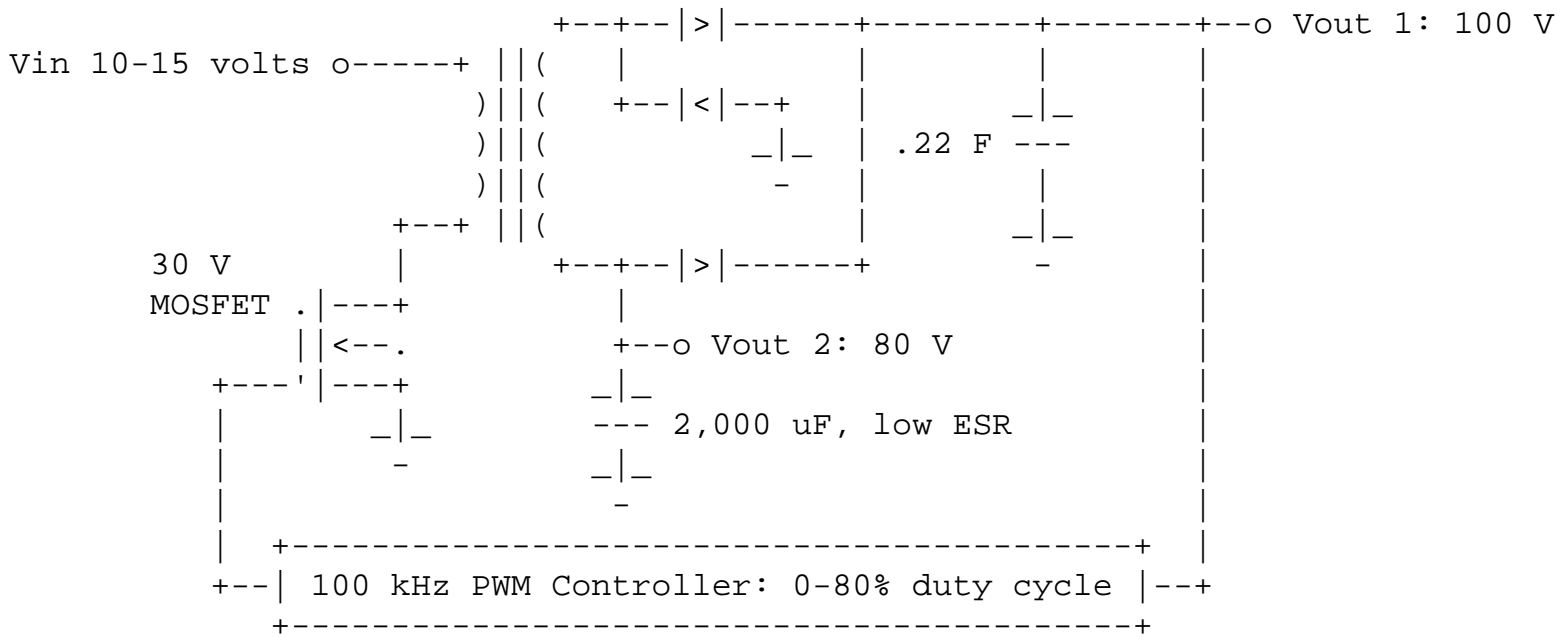 Vout 1: 100 V
Vin 10-15 volts
.22 F
30 V
MOSFET
Vout 2: 80 V
2,000 uF, low ESR
100 kHz PWM Controller: 0-80% duty cycle